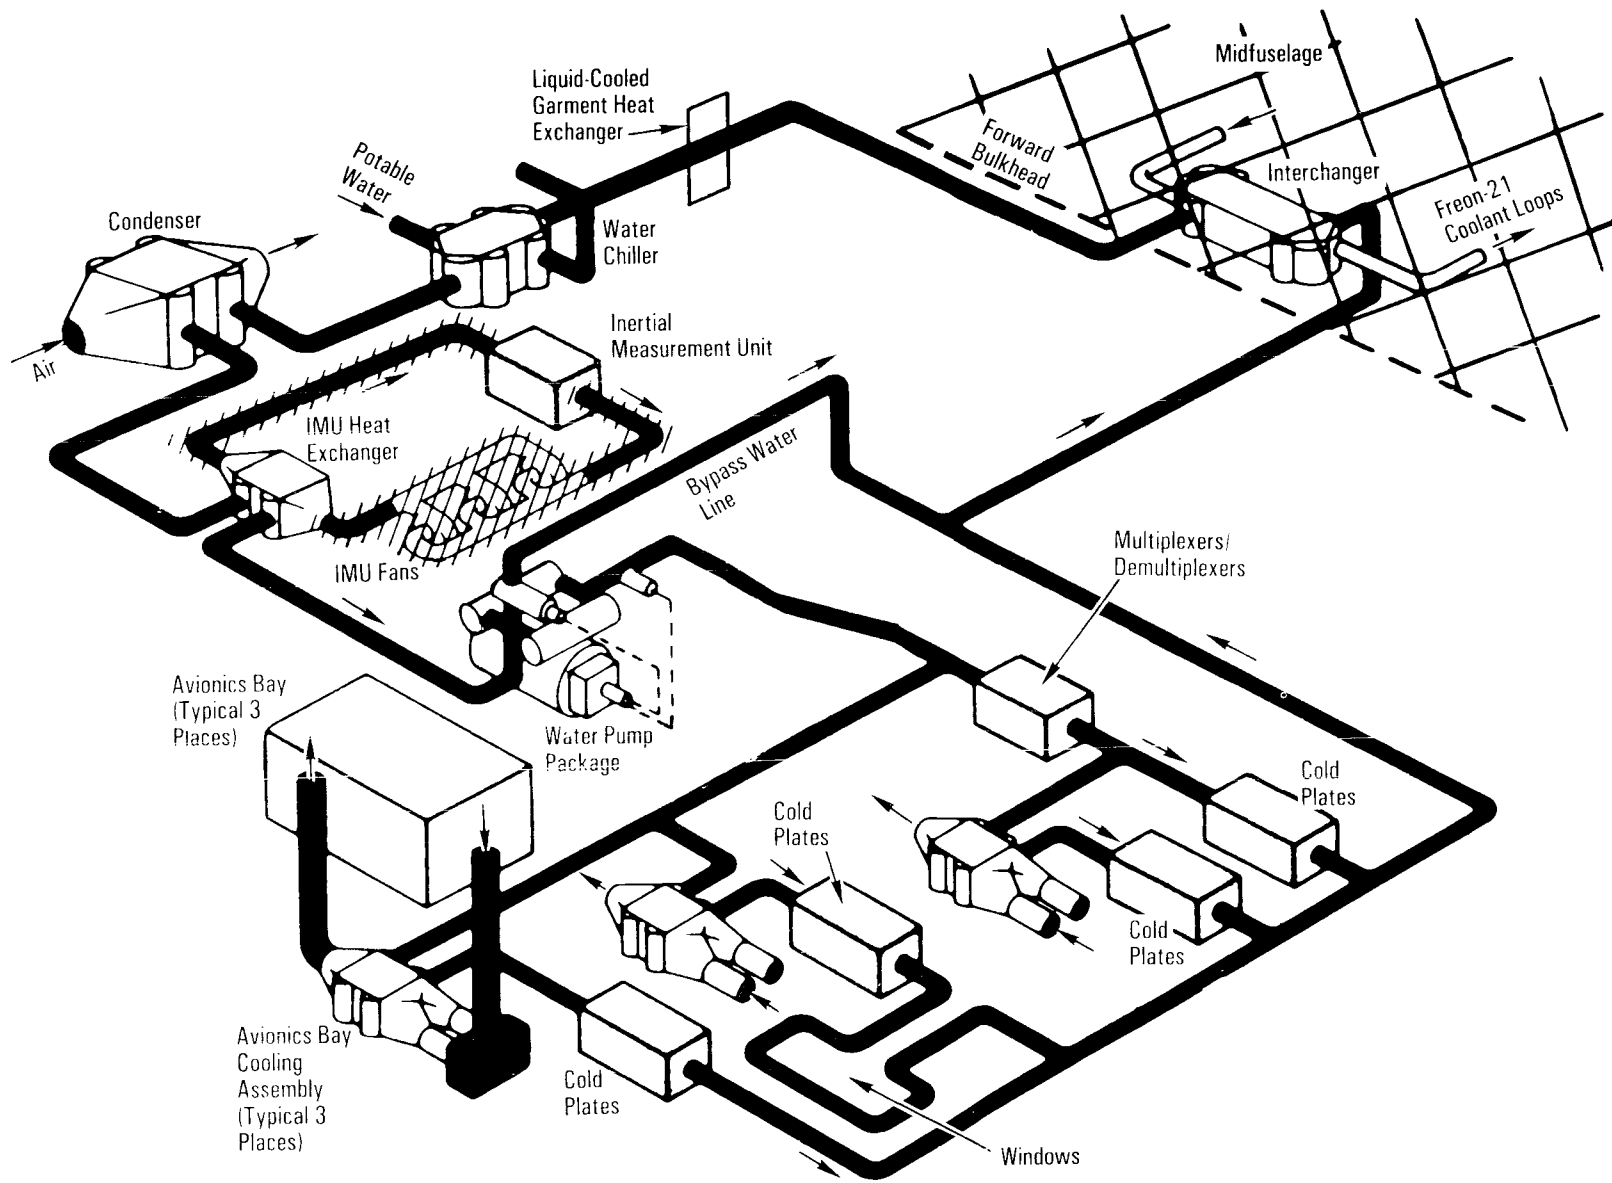 Midfuselage
Liquid-Cooled
Garment Heat
Exchanger
Forward
Bulkhead
Potable
Water
Interchanger
Freon-21
Coolant Loops
Condenser
Water
Chiller
Air
Inertial
Measurement Unit
IMU Heat
Exchanger
Bypass Water
Line
IMU Fans
Multiplexers/
Demultiplexers
Avionics Bay
(Typical 3
Places)
Water Pump
Package
Cold
Plates
Cold
Plates
Cold
Plates
Avionics Bay
Cooling
Assembly
(Typical 3
Places)
Cold
Plates
Windows